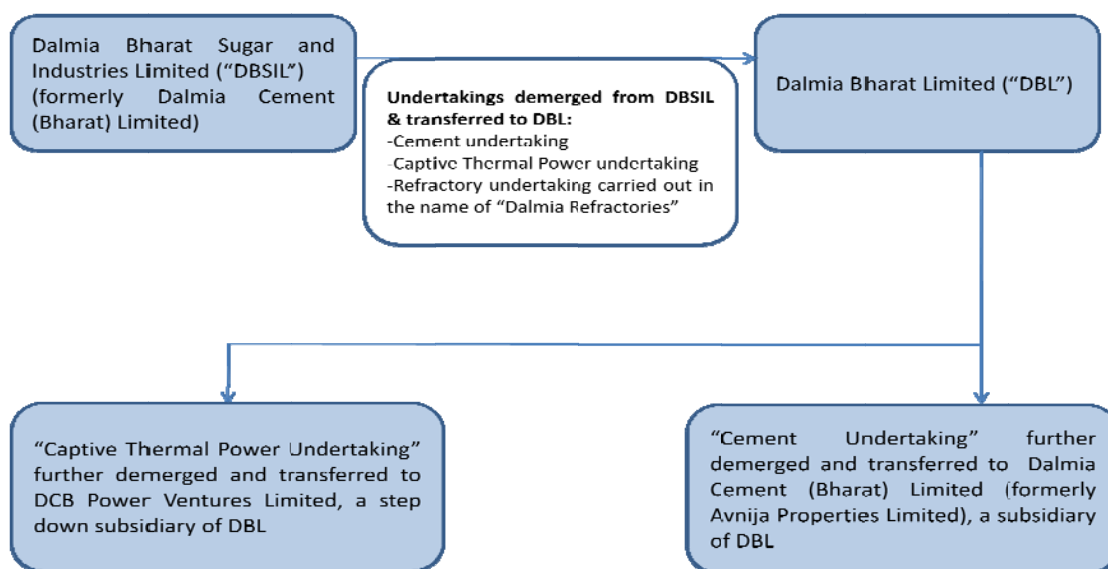 Dalmia Bharat Sugar and
Industries Limited (“DBSIL”)
(formerly Dalmia Cement
(Bharat) Limited)
Undertakings demerged from DBSIL
& transferred to DBL:
-Cement undertaking
-Captive Thermal Power undertaking
-Refractory undertaking carried out in
the name of “Dalmia Refractories”
Dalmia Bharat Limited (“DBL”)
“Captive Thermal Power Undertaking”
further demerged and transferred to
DCB Power Ventures Limited, a step
down subsidiary of DBL
“Cement Undertaking” further
demerged and transferred to Dalmia
Cement (Bharat) Limited (formerly
Avnija Properties Limited), a subsidiary
of DBL